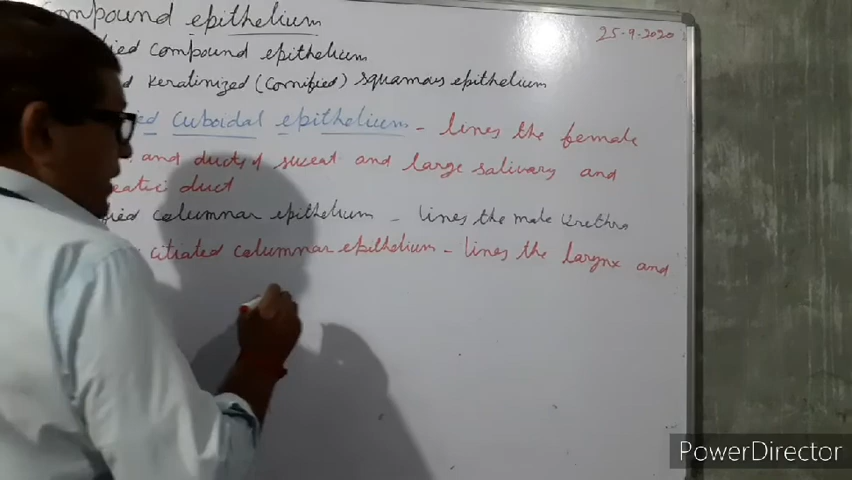 ompound epithelium
25-9-2020
ied compound epithelium
d keratinized (Cornified) squamous epithelium
ed cuboidal epithelium - lines the female
and ducts of sweat and large salivary and
eatic duct
fied columnar epithelium - lines the male urethra
ciliated columnar epithelium - lines the larynx and
PowerDirector